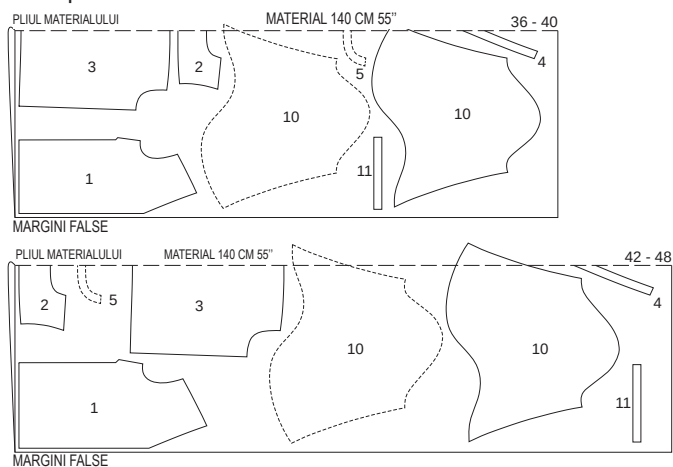 PLIUL MATERIALULUI MATERIAL 140 CM 55" 36 - 40
3 2 5 4
10 10
11
1
MARGINI FALSE
PLIUL MATERIALULUI MATERIAL 140 CM 55" 42 - 48
2 5 3 4
10 10
1 11
MARGINI FALSE